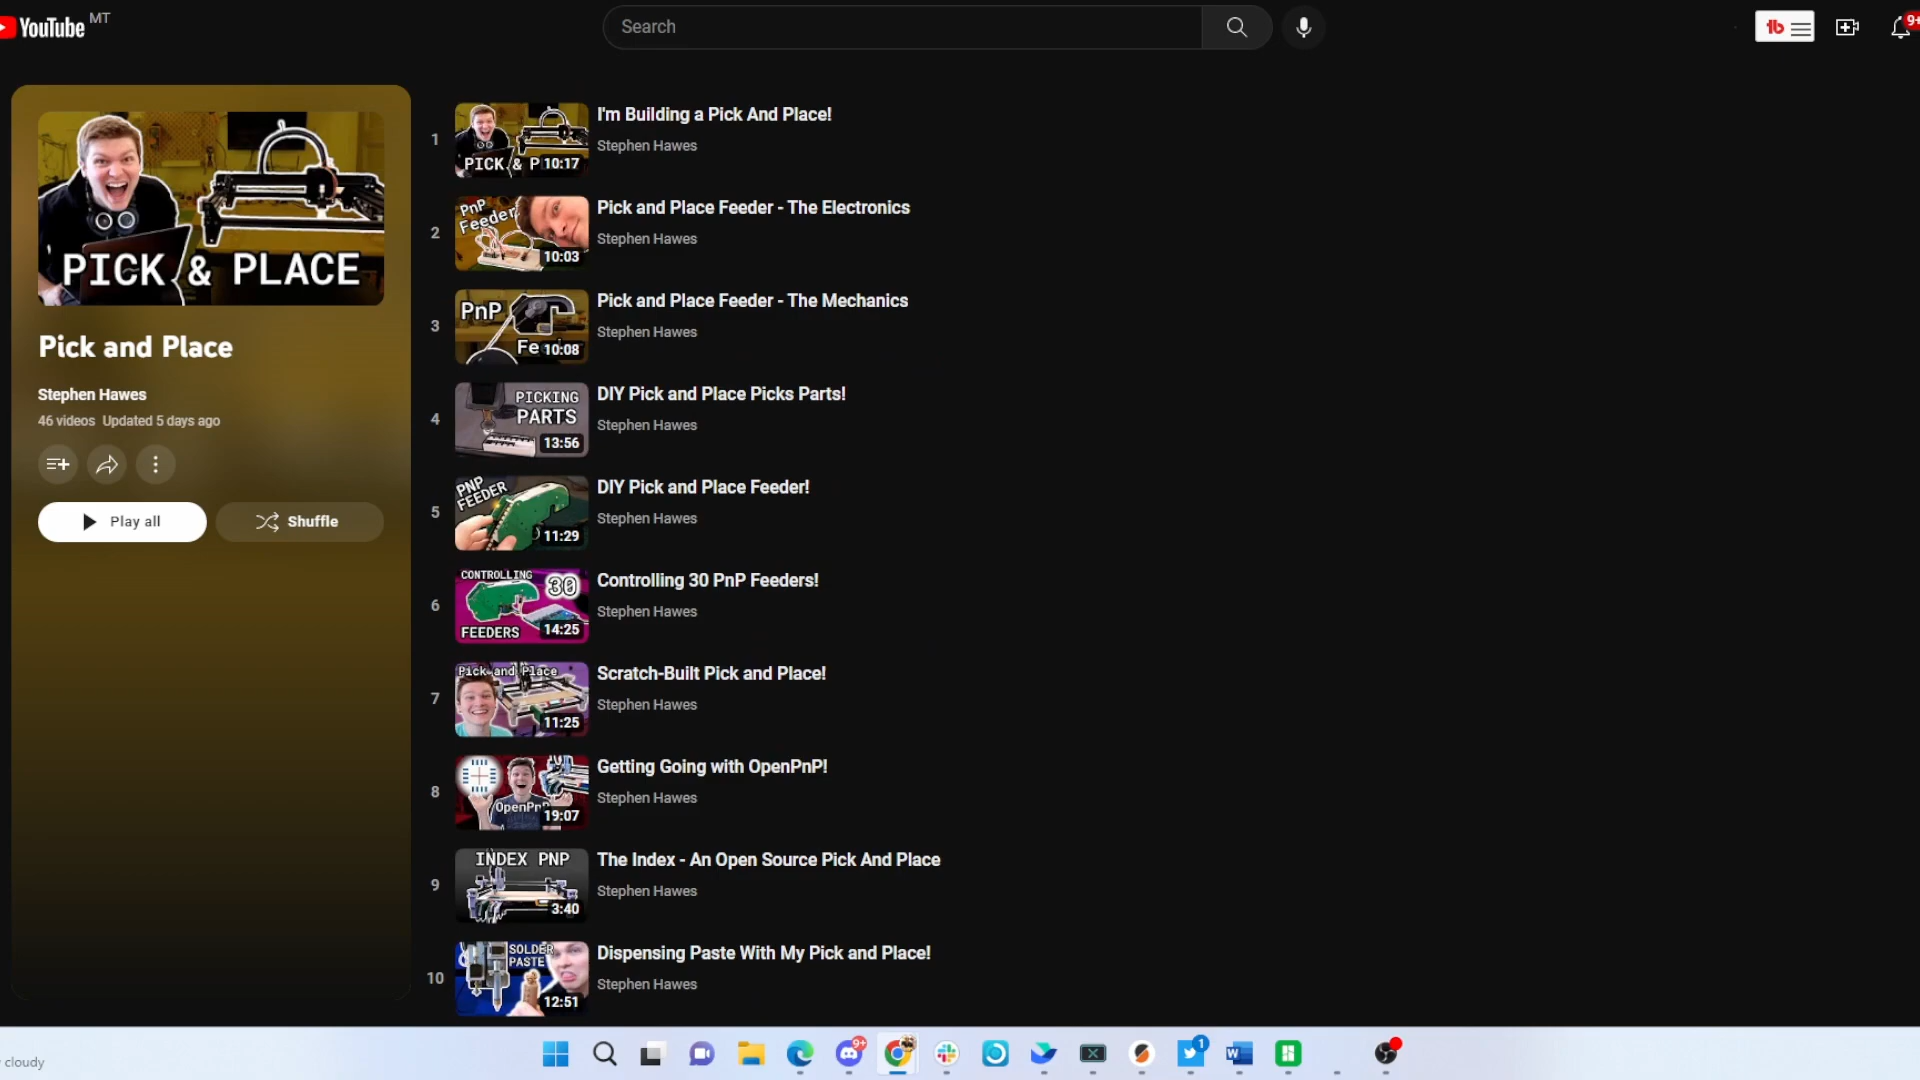 YouTube MT
Search
9+
PICK & PLACE
Pick and Place
Stephen Hawes
46 videos Updated 5 days ago
Play all
Shuffle
1
PICK & P 10:17
I'm Building a Pick And Place!
Stephen Hawes
2
PnP
Feeder
10:03
Pick and Place Feeder - The Electronics
Stephen Hawes
3
PnP
Fe 10:08
Pick and Place Feeder - The Mechanics
Stephen Hawes
4
PICKING
PARTS
13:56
DIY Pick and Place Picks Parts!
Stephen Hawes
5
PNP
FEEDER
11:29
DIY Pick and Place Feeder!
Stephen Hawes
6
CONTROLLING
30
FEEDERS 14:25
Controlling 30 PnP Feeders!
Stephen Hawes
7
Pick and Place
11:25
Scratch-Built Pick and Place!
Stephen Hawes
8
OpenPnP
19:07
Getting Going with OpenPnP!
Stephen Hawes
9
INDEX PNP
3:40
The Index - An Open Source Pick And Place
Stephen Hawes
10
SOLDER
PASTE
12:51
Dispensing Paste With My Pick and Place!
Stephen Hawes
cloudy
9+
1
W